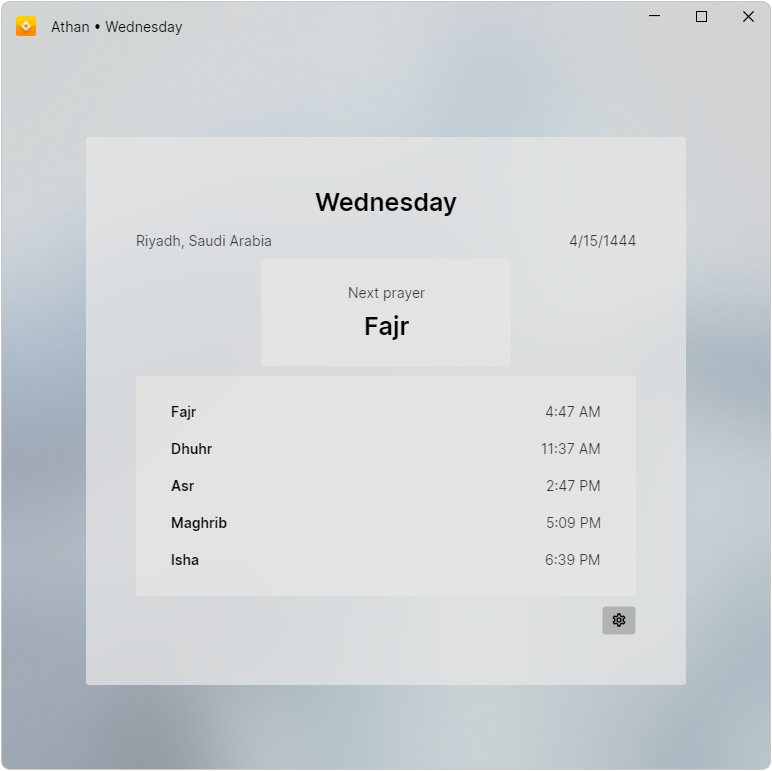 Athan • Wednesday
Wednesday
Riyadh, Saudi Arabia 4/15/1444
Next prayer
Fajr
Fajr 4:47 AM
Dhuhr 11:37 AM
Asr 2:47 PM
Maghrib 5:09 PM
Isha 6:39 PM